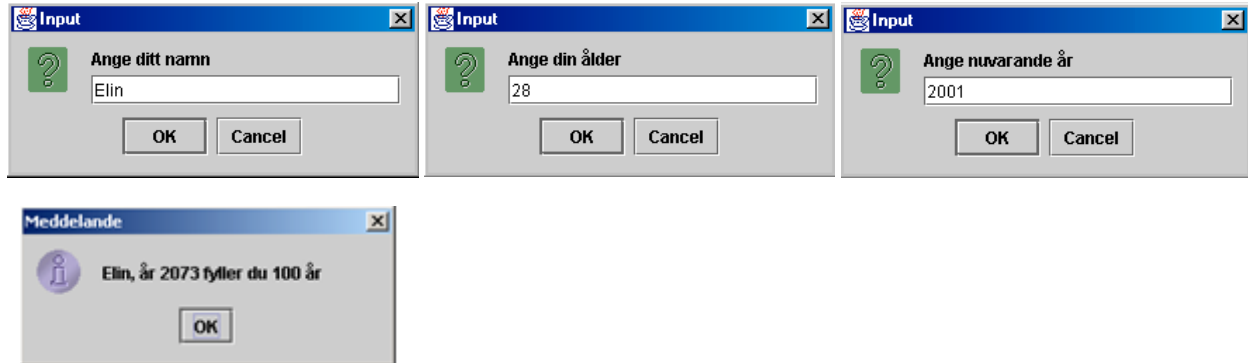 Input
Ange ditt namn
Elin
OK Cancel
Input
Ange din ålder
28
OK Cancel
Input
Ange nuvarande år
2001
OK Cancel
Meddelande
Elin, år 2073 fyller du 100 år
OK